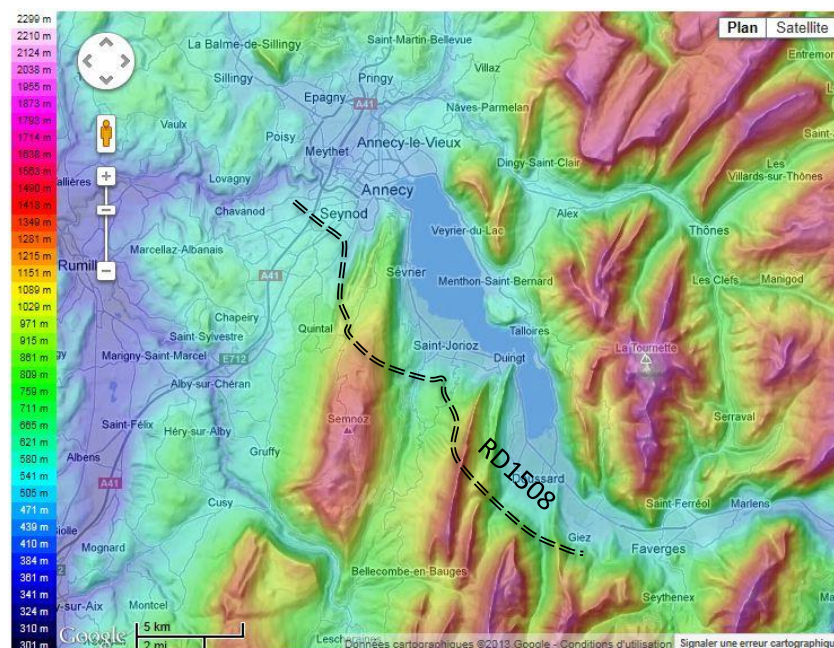 2299 m
2210 m
2124 m
2038 m
1955 m
1873 m
1793 m
1714 m
1638 m
1563 m
1490 m
1418 m
1349 m
1281 m
1215 m
1151 m
1089 m
1029 m
971 m
915 m
861 m
809 m
759 m
711 m
665 m
621 m
580 m
541 m
505 m
471 m
439 m
410 m
384 m
361 m
341 m
324 m
310 m
301 m
Plan
Satellite
La Balme-de-Sillingy
Saint-Martin-Bellevue
Entremon
Sillingy
Pringy
Villaz
Epagny
A41
Nâves-Parmelan
Vaulx
Poisy
Meythet
Annecy-le-Vieux
Dingy-Saint-Clair
Les
Villards-sur-Thônes
Lovagny
Annecy
Chavanod
Seynod
Alex
Veyrier-du-Lac
Thônes
Marcellaz-Albanais
Rumill
A41
Sévrier
Menthon-Saint-Bernard
Les Clefs
Manigod
Chapeiry
Quintal
Talloires
Saint-Sylvestre
Saint-Jorioz
La Tournette
Marigny-Saint-Marcel
E712
Duingt
Alby-sur-Chéran
Saint-Félix
Semnoz
Serraval
Héry-sur-Alby
RD1508
Albens
Gruffy
A41
Cusy
Saint-Ferréol
Marlens
Mognard
Giez
Faverges
Bellecombe-en-Bauges
Seythenex
Montcel
Google
5 km
2 mi
Données cartographiques ©2013 Google - Conditions d'utilisation
Signaler une erreur cartographique